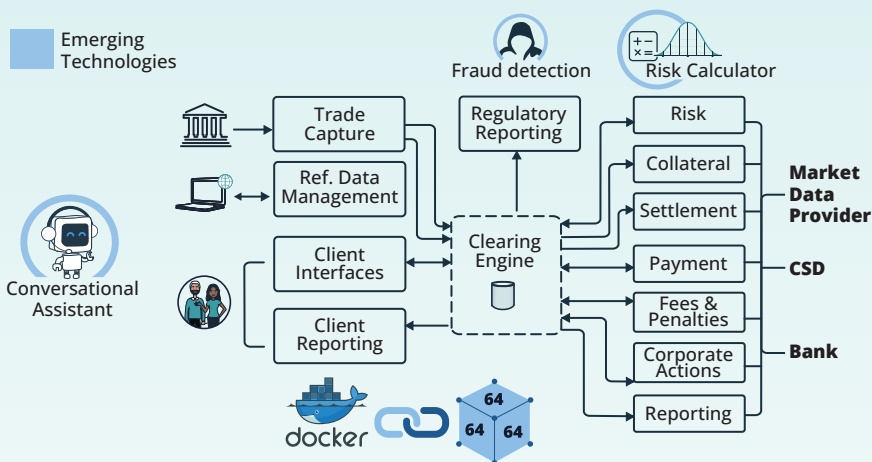 Emerging
Technologies
Fraud detection
Risk Calculator
Trade
Capture
Regulatory
Reporting
Risk
Ref. Data
Management
Collateral
Market
Data
Provider
Settlement
Clearing
Engine
Client
Interfaces
Payment
CSD
Conversational
Assistant
Fees &
Penalties
Client
Reporting
Corporate
Actions
Bank
Reporting
docker
64
64
64